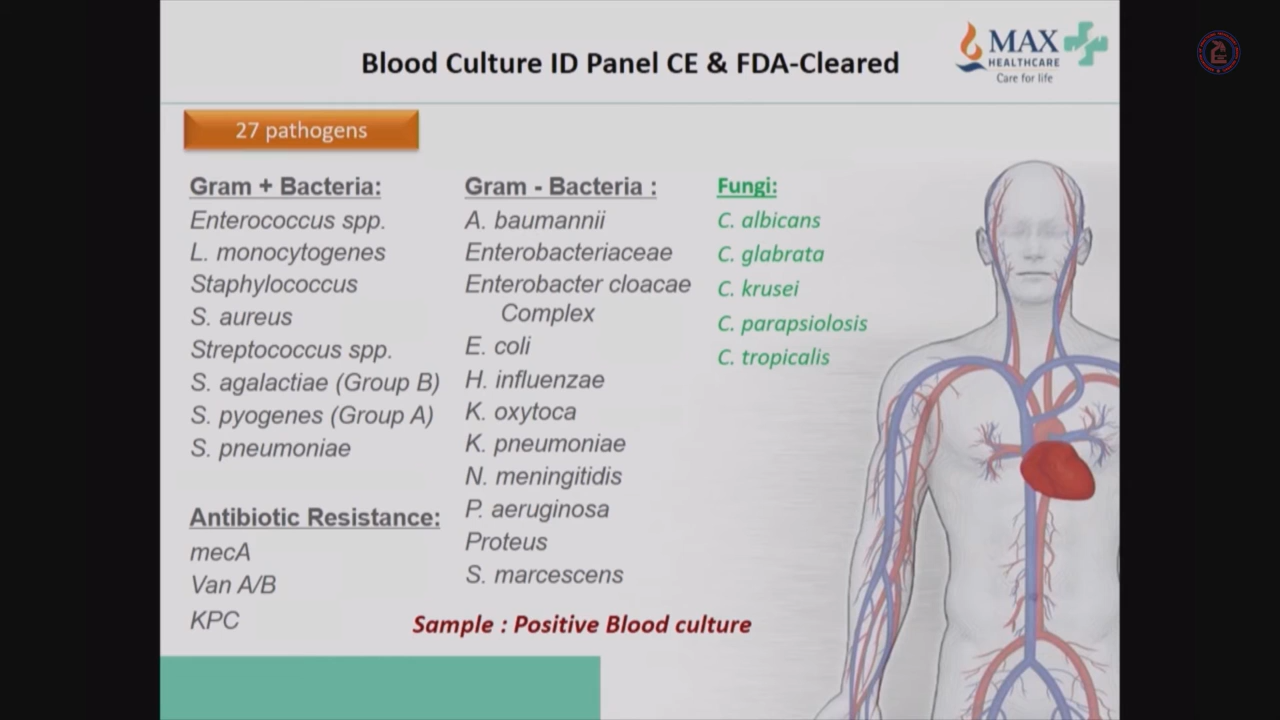 Blood Culture ID Panel CE & FDA-Cleared
MAX
HEALTHCARE
Care for life
27 pathogens
Gram + Bacteria:
Enterococcus spp.
L. monocytogenes
Staphylococcus
S. aureus
Streptococcus spp.
S. agalactiae (Group B)
S. pyogenes (Group A)
S. pneumoniae
Antibiotic Resistance:
mecA
Van A/B
KPC
Gram - Bacteria :
A. baumannii
Enterobacteriaceae
Enterobacter cloacae
Complex
E. coli
H. influenzae
K. oxytoca
K. pneumoniae
N. meningitidis
P. aeruginosa
Proteus
S. marcescens
Fungi:
C. albicans
C. glabrata
C. krusei
C. parapsiolosis
C. tropicalis
Sample : Positive Blood culture